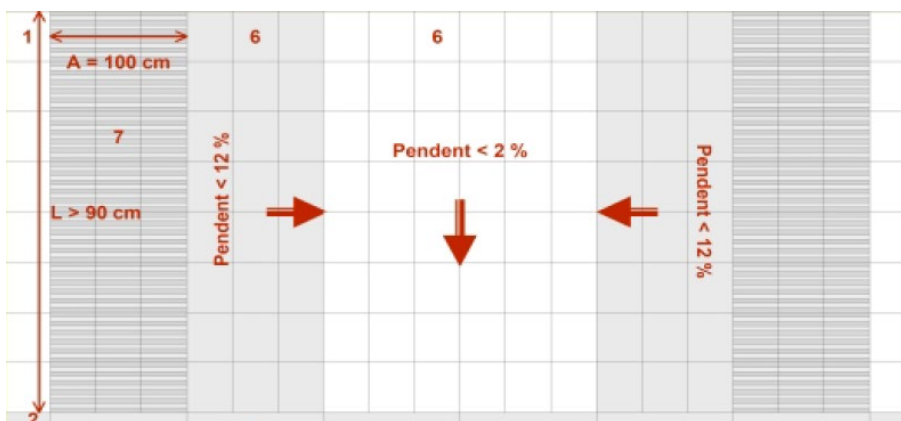 1
6
6
A = 100 cm
7
Pendent < 12 %
Pendent < 2 %
Pendent < 12 %
L > 90 cm
2